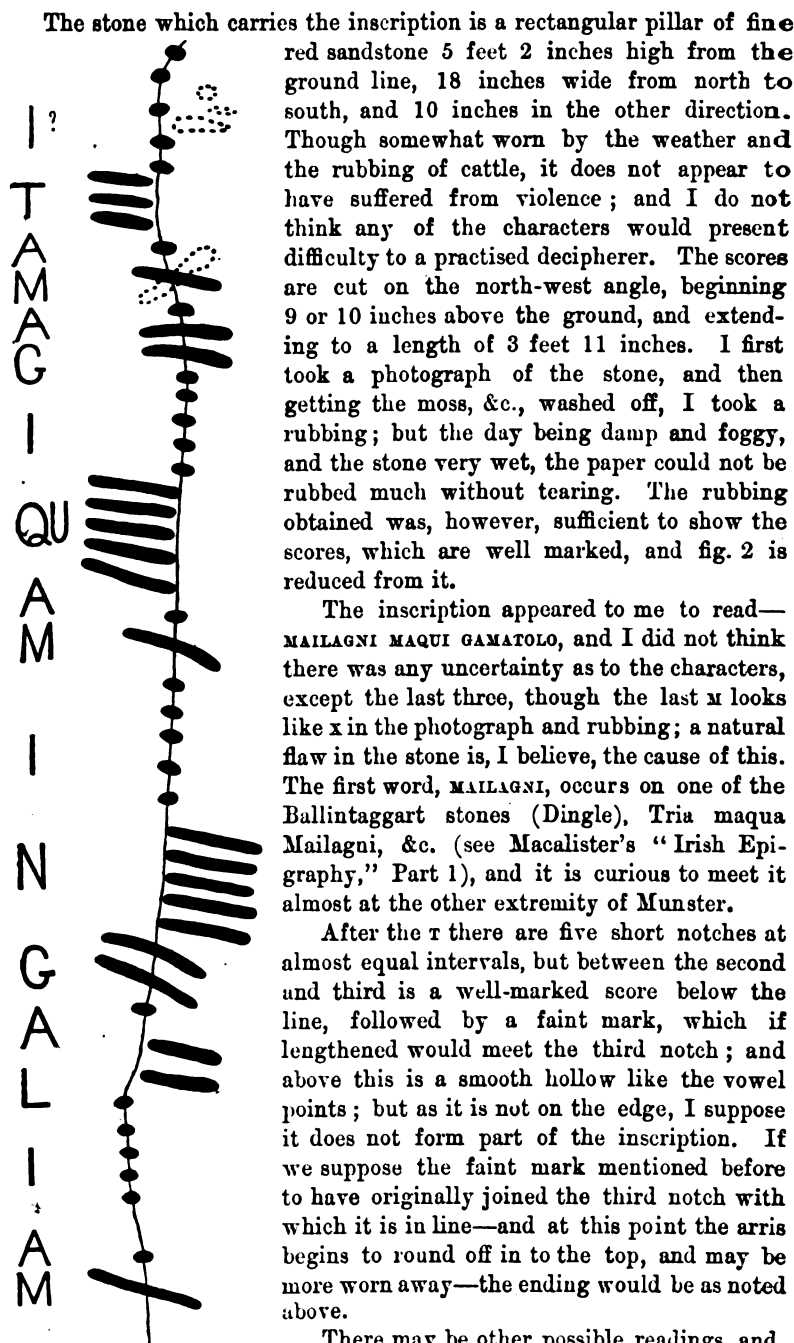 The stone which carries the inscription is a rectangular pillar of fine
red sandstone 5 feet 2 inches high from the
ground line, 18 inches wide from north to
south, and 10 inches in the other direction.
Though somewhat worn by the weather and
the rubbing of cattle, it does not appear to
have suffered from violence ; and I do not
think any of the characters would present
difficulty to a practised decipherer. The scores
are cut on the north-west angle, beginning
9 or 10 inches above the ground, and extend-
ing to a length of 3 feet 11 inches. I first
took a photograph of the stone, and then
getting the moss, &c., washed off, I took a
rubbing ; but the day being damp and foggy,
and the stone very wet, the paper could not be
rubbed much without tearing. The rubbing
obtained was, however, sufficient to show the
scores, which are well marked, and fig. 2 is
reduced from it.
The inscription appeared to me to read—
MAILAGNI MAQUI GAMATOLO, and I did not think
there was any uncertainty as to the characters,
except the last three, though the last M looks
like X in the photograph and rubbing ; a natural
flaw in the stone is, I believe, the cause of this.
The first word, MAILAGNI, occurs on one of the
Ballintaggart stones (Dingle), Tria maqua
Mailagni, &c. (see Macalister's “ Irish Epi-
graphy,” Part 1), and it is curious to meet it
almost at the other extremity of Munster.
After the T there are five short notches at
almost equal intervals, but between the second
and third is a well-marked score below the
line, followed by a faint mark, which if
lengthened would meet the third notch ; and
above this is a smooth hollow like the vowel
points ; but as it is not on the edge, I suppose
it does not form part of the inscription. If
we suppose the faint mark mentioned before
to have originally joined the third notch with
which it is in line—and at this point the arris
begins to round off in to the top, and may be
more worn away—the ending would be as noted
above.
There may be other possible readings, and
I ?
T
A
M
A
G
I
QU
A
M
I
N
G
A
L
I
A
M